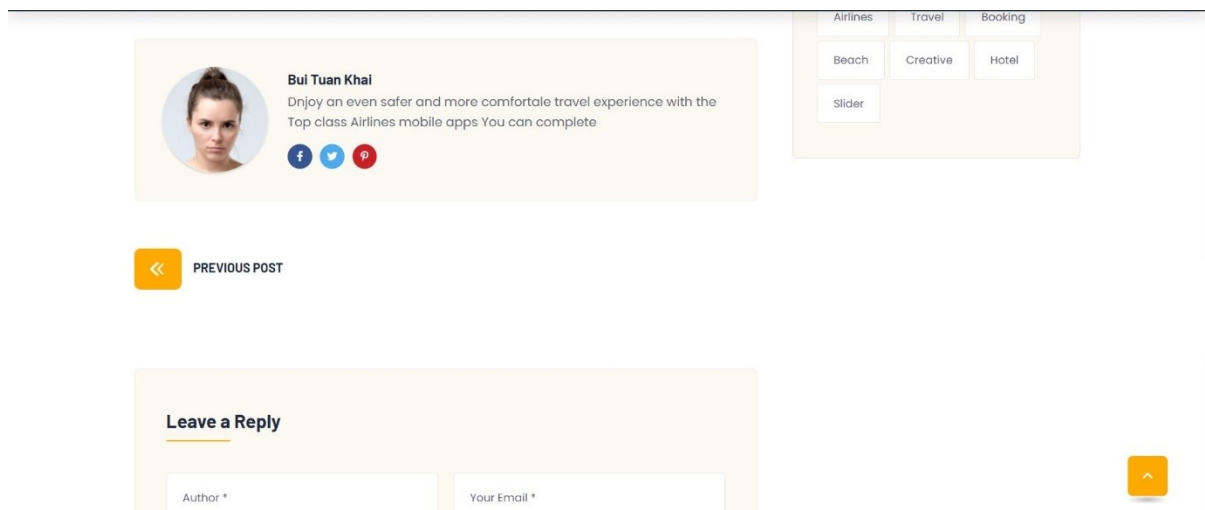 Airlines Travel Booking
Beach Creative Hotel
Slider
Bui Tuan Khai
Dnjoy an even safer and more comfortale travel experience with the
Top class Airlines mobile apps You can complete
PREVIOUS POST
Leave a Reply
Author * Your Email *